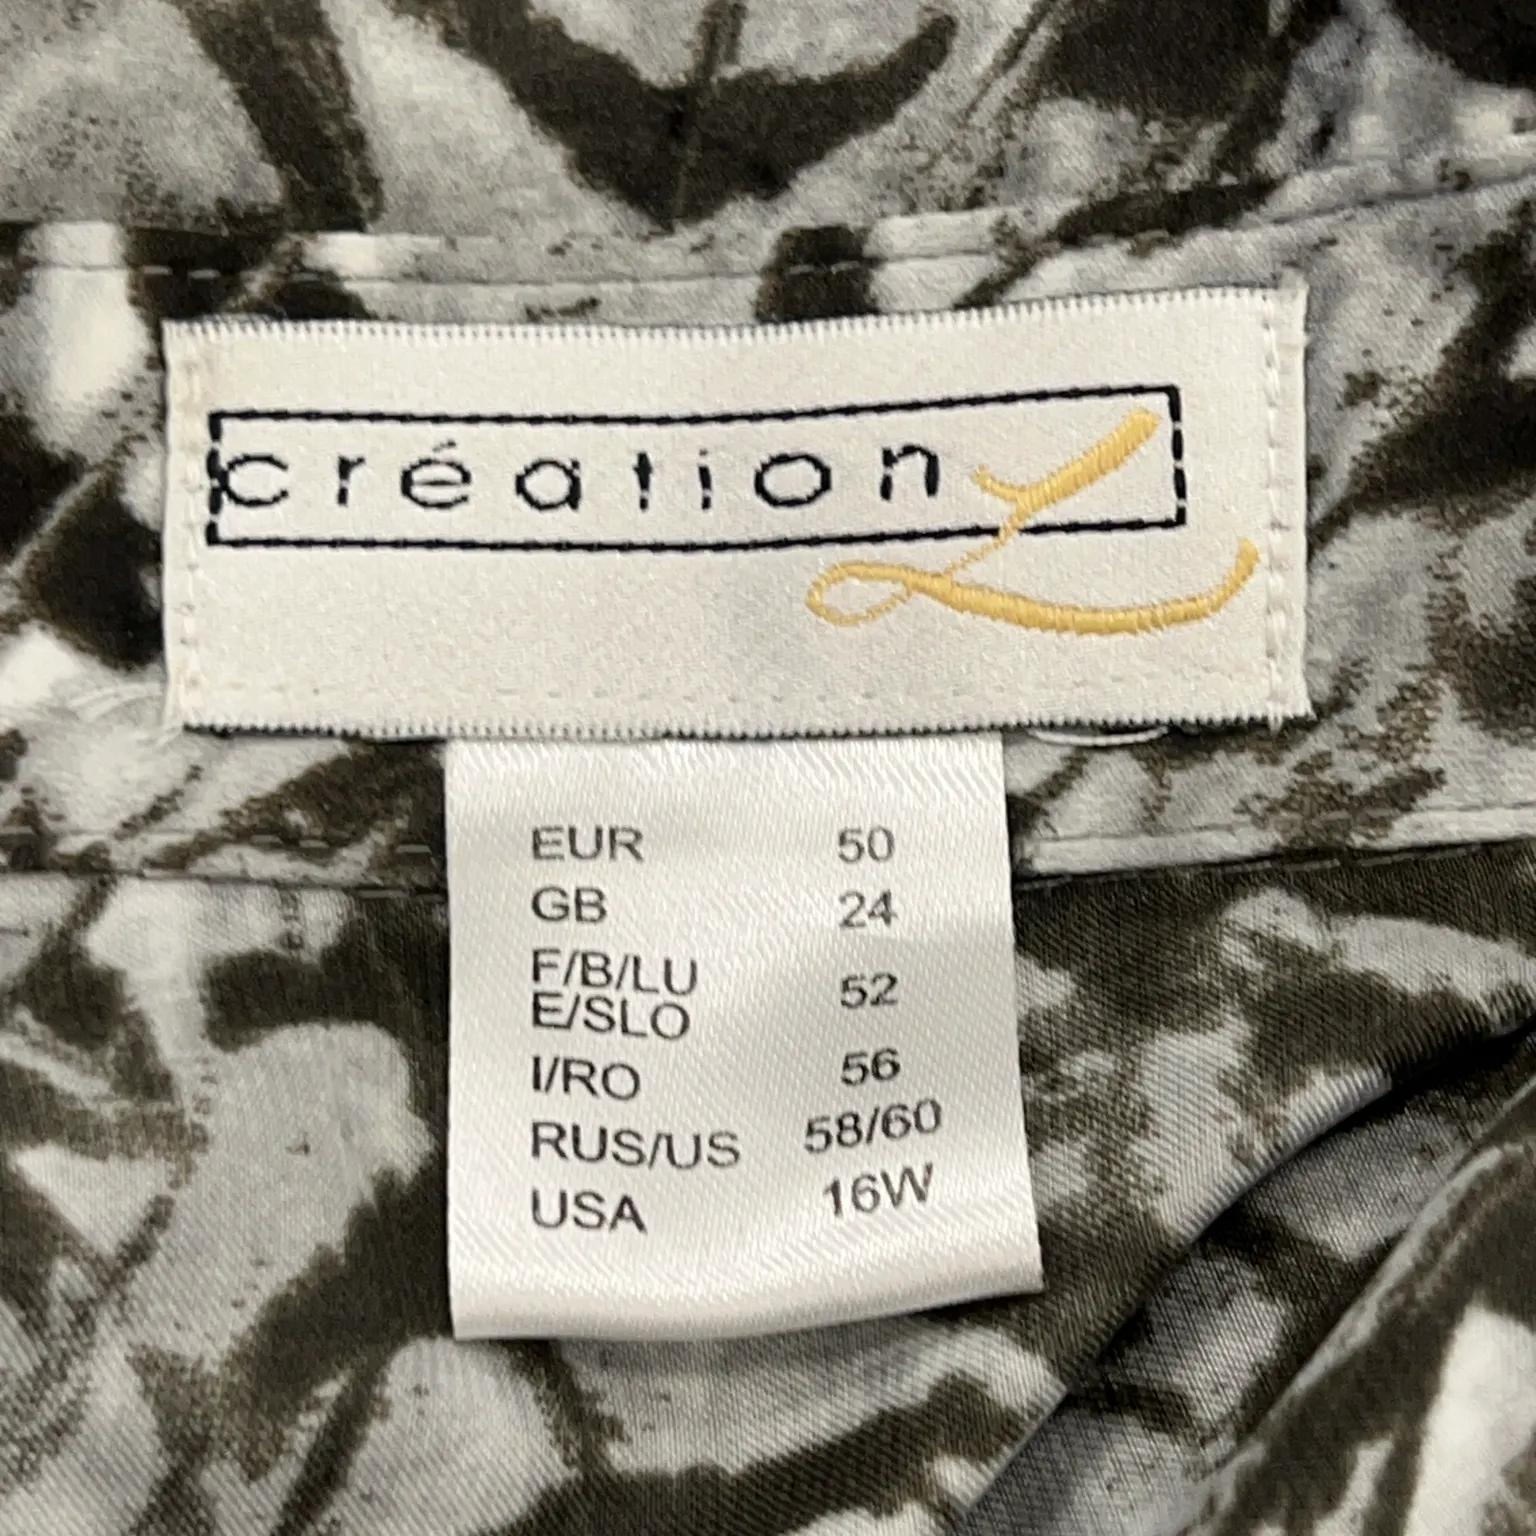 création L
EUR 50
GB 24
F/B/LU
E/SLO 52
I/RO 56
RUS/US 58/60
USA 16W